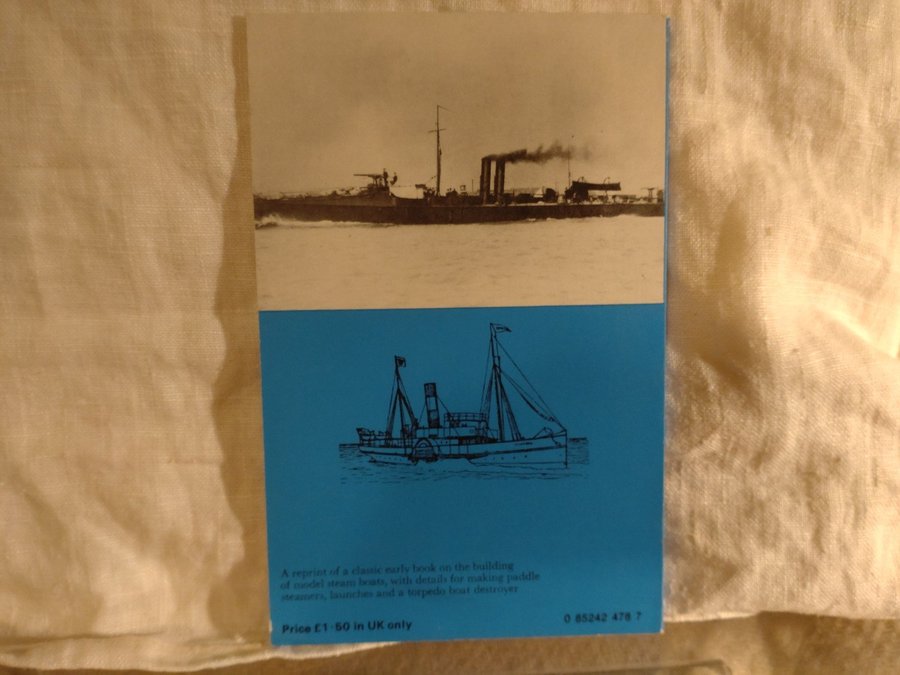 A reprint of a classic early book on the building
of model steam boats, with details for making paddle
steamers, launches and a torpedo boat destroyer
Price £1·50 in UK only
0 85242 478 7